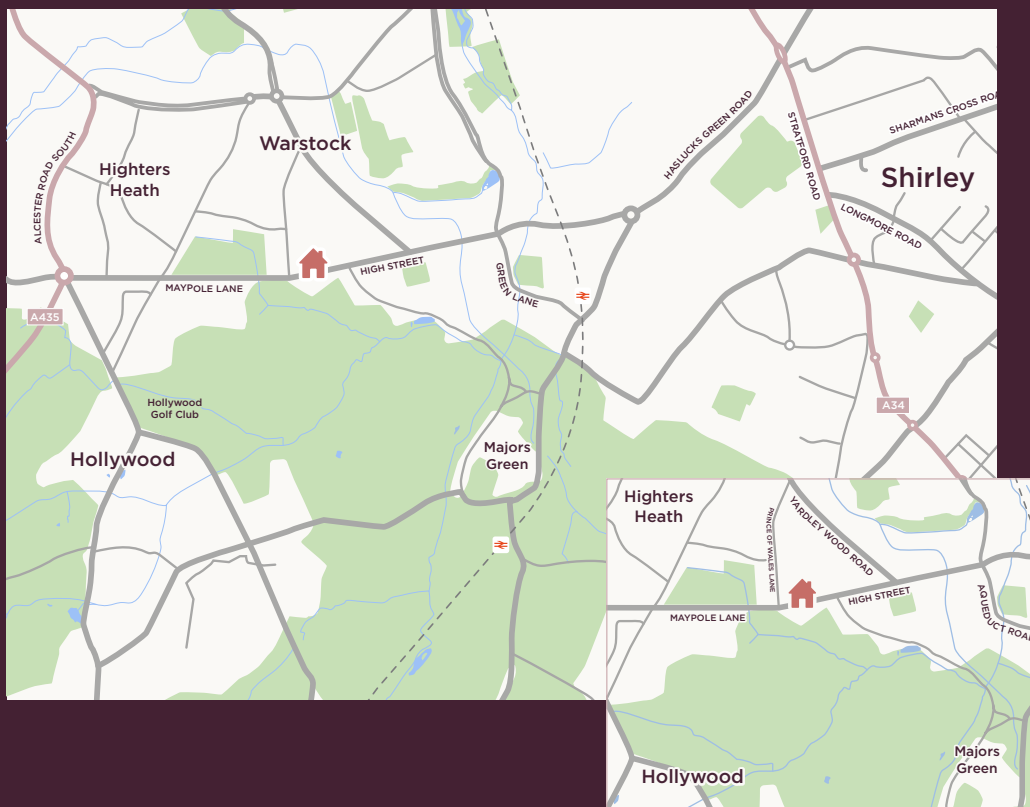 HASLUCKS GREEN ROAD
STRATFORD ROAD
SHARMANS CROSS ROA
Warstock
ALCESTER ROAD SOUTH
Highters
Heath
Shirley
LONGMORE ROAD
HIGH STREET
MAYPOLE LANE
GREEN LANE
A435
Hollywood
Golf Club
A34
Majors
Green
Hollywood
Highters
Heath
PRINCE OF WALES LANE
YARDLEY WOOD ROAD
HIGH STREET
MAYPOLE LANE
AQUEDUCT ROA
Majors
Green
Hollywood